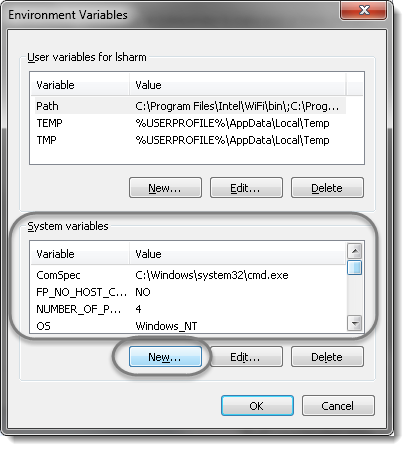 Environment Variables
User variables for lsharm
Variable Value
Path C:\Program Files\Intel\WiFi\bin\;C:\Prog...
TEMP %USERPROFILE%\AppData\Local\Temp
TMP %USERPROFILE%\AppData\Local\Temp
New... Edit... Delete
System variables
Variable Value
ComSpec C:\Windows\system32\cmd.exe
FP_NO_HOST_C... NO
NUMBER_OF_P... 4
OS Windows_NT
New... Edit... Delete
OK Cancel